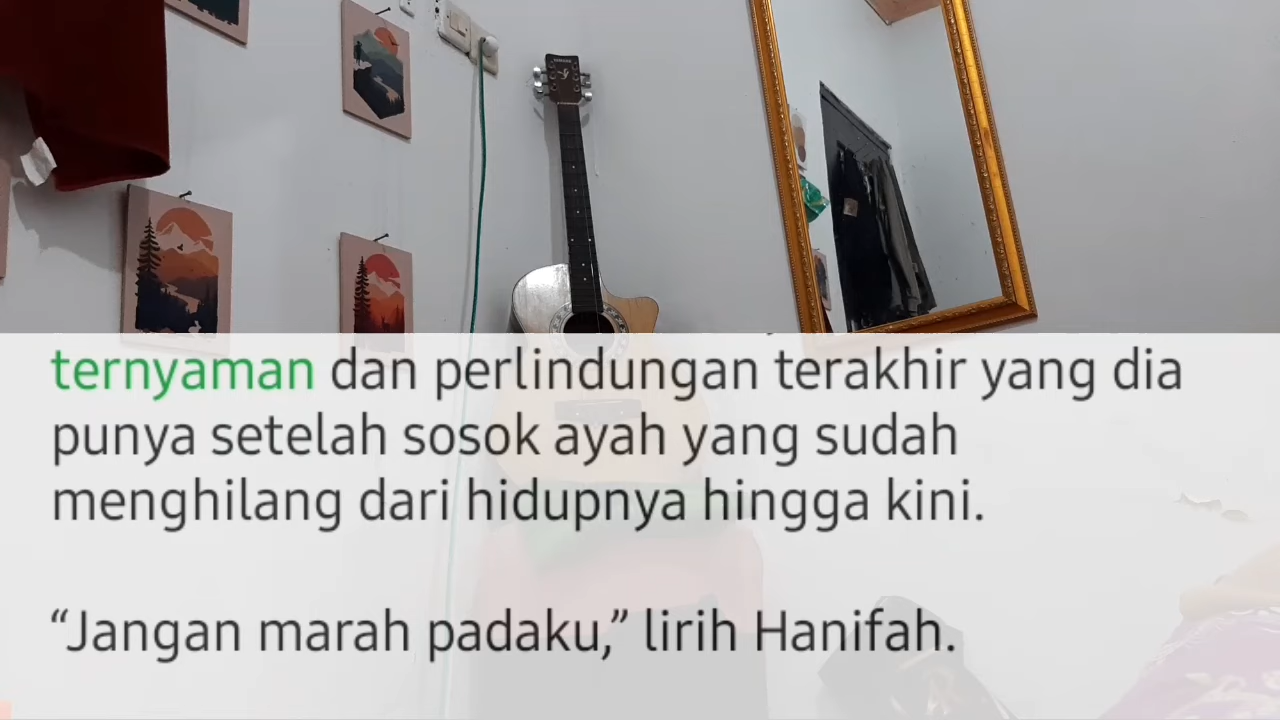 YAMAHA
ternyaman dan perlindungan terakhir yang dia
punya setelah sosok ayah yang sudah
menghilang dari hidupnya hingga kini.
“Jangan marah padaku,” lirih Hanifah.